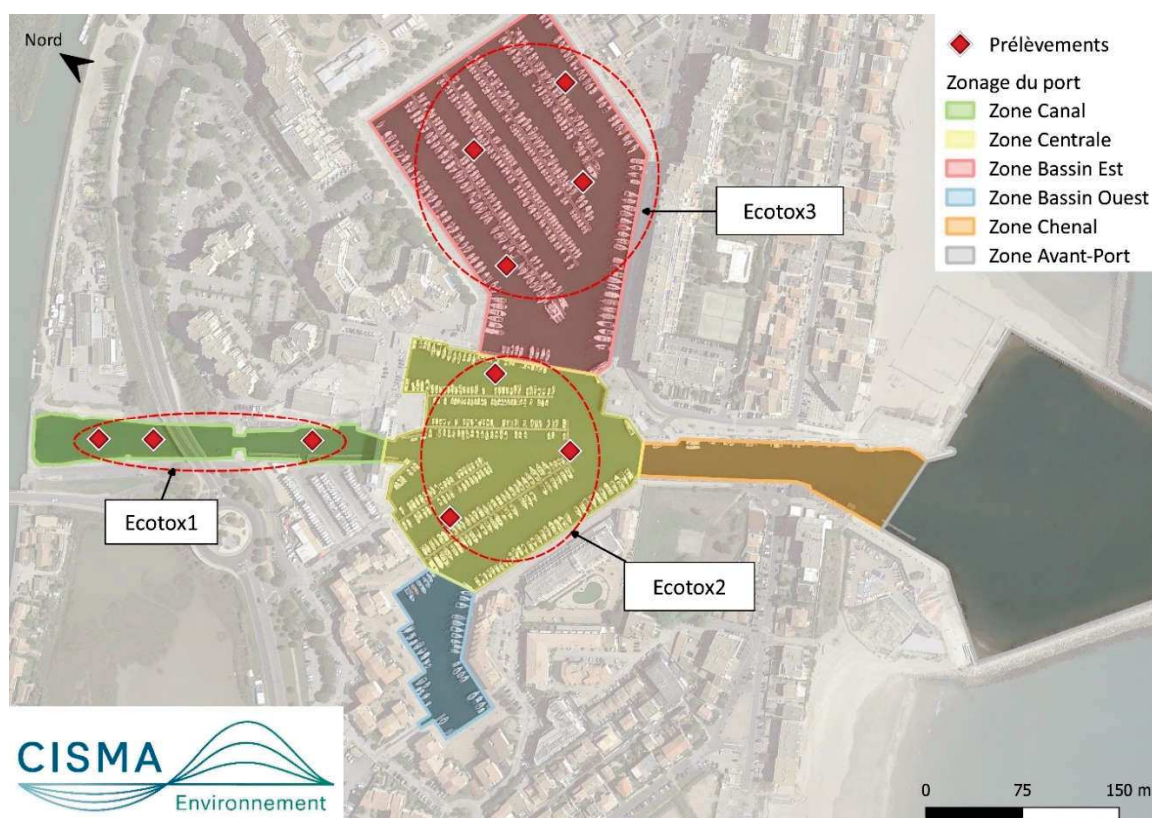 Nord
Prélèvements
Zonage du port
Zone Canal
Zone Centrale
Zone Bassin Est
Zone Bassin Ouest
Zone Chenal
Zone Avant-Port
Ecotox3
Ecotox1
Ecotox2
CISMA
Environnement
0 75 150 m